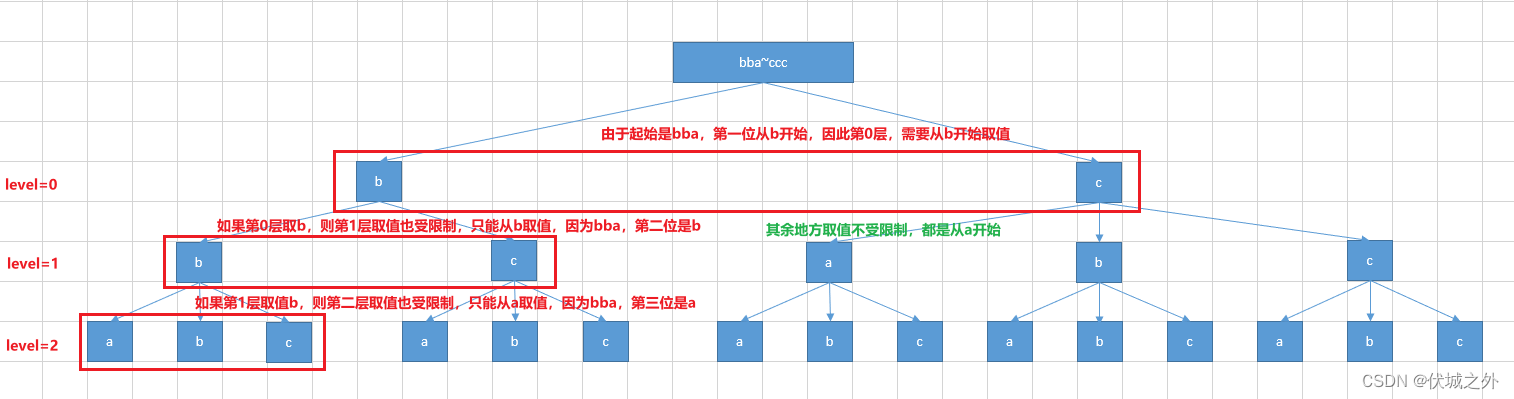 bba~ccc
由于起始是bba，第一位从b开始，因此第0层，需要从b开始取值
level=0
b
c
如果第0层取b，则第1层取值也受限制，只能从b取值，因为bba，第二位是b
其余地方取值不受限制，都是从a开始
level=1
b
c
a
b
c
如果第1层取值b，则第二层取值也受限制，只能从a取值，因为bba，第三位是a
level=2
a
b
c
a
b
c
a
b
c
a
b
c
a
b
c
CSDN @伏城之外